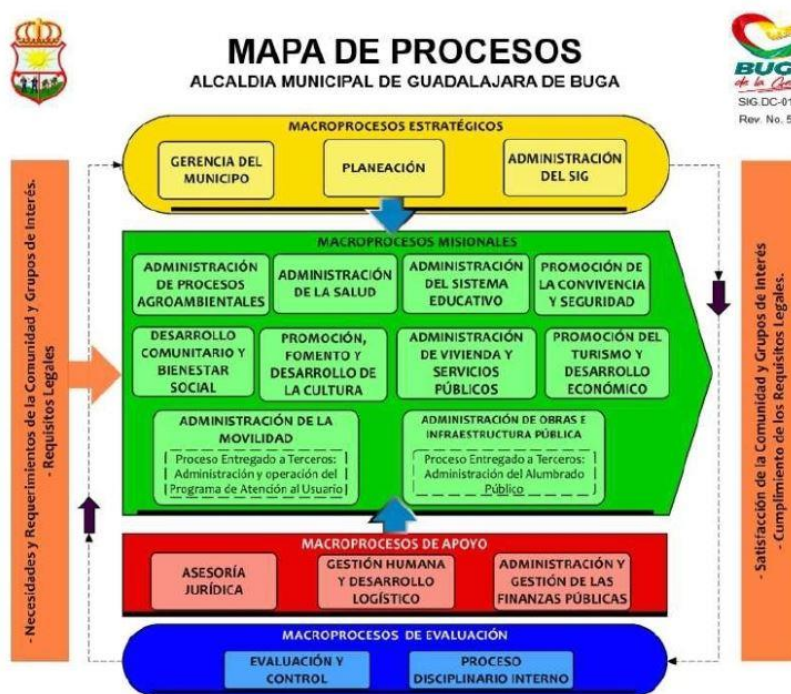 MAPA DE PROCESOS
ALCALDIA MUNICIPAL DE GUADALAJARA DE BUGA
BUGA
SIG.DC-01
Rev. No. 5
- Necesidades y Requerimientos de la Comunidad y Grupos de Interés.
- Requisitos Legales
MACROPROCESOS ESTRATÉGICOS
GERENCIA DEL
MUNICIPO
PLANEACIÓN
ADMINISTRACIÓN
DEL SIG
MACROPROCESOS MISIONALES
ADMINISTRACIÓN
DE PROCESOS
AGROAMBIENTALES
ADMINISTRACIÓN
DE LA SALUD
ADMINISTRACIÓN
DEL SISTEMA
EDUCATIVO
PROMOCIÓN DE
LA CONVIVENCIA
Y SEGURIDAD
DESARROLLO
COMUNITARIO Y
BIENESTAR
SOCIAL
PROMOCIÓN,
FOMENTO Y
DESARROLLO DE
LA CULTURA
ADMINISTRACIÓN
DE VIVIENDA Y
SERVICIOS
PÚBLICOS
PROMOCIÓN DEL
TURISMO Y
DESARROLLO
ECONÓMICO
ADMINISTRACIÓN DE LA
MOVILIDAD
Proceso Entregado a Terceros:
Administración y operación del
Programa de Atención al Usuario
ADMINISTRACIÓN DE OBRAS E
INFRAESTRUCTURA PÚBLICA
Proceso Entregado a Terceros:
Administración del Alumbrado
Público
MACROPROCESOS DE APOYO
ASESORÍA
JURÍDICA
GESTIÓN HUMANA
Y DESARROLLO
LOGÍSTICO
ADMINISTRACIÓN Y
GESTIÓN DE LAS
FINANZAS PÚBLICAS
MACROPROCESOS DE EVALUACIÓN
EVALUACIÓN Y
CONTROL
PROCESO
DISCIPLINARIO INTERNO
- Satisfacción de la Comunidad y Grupos de Interés
- Cumplimiento de los Requisitos Legales.